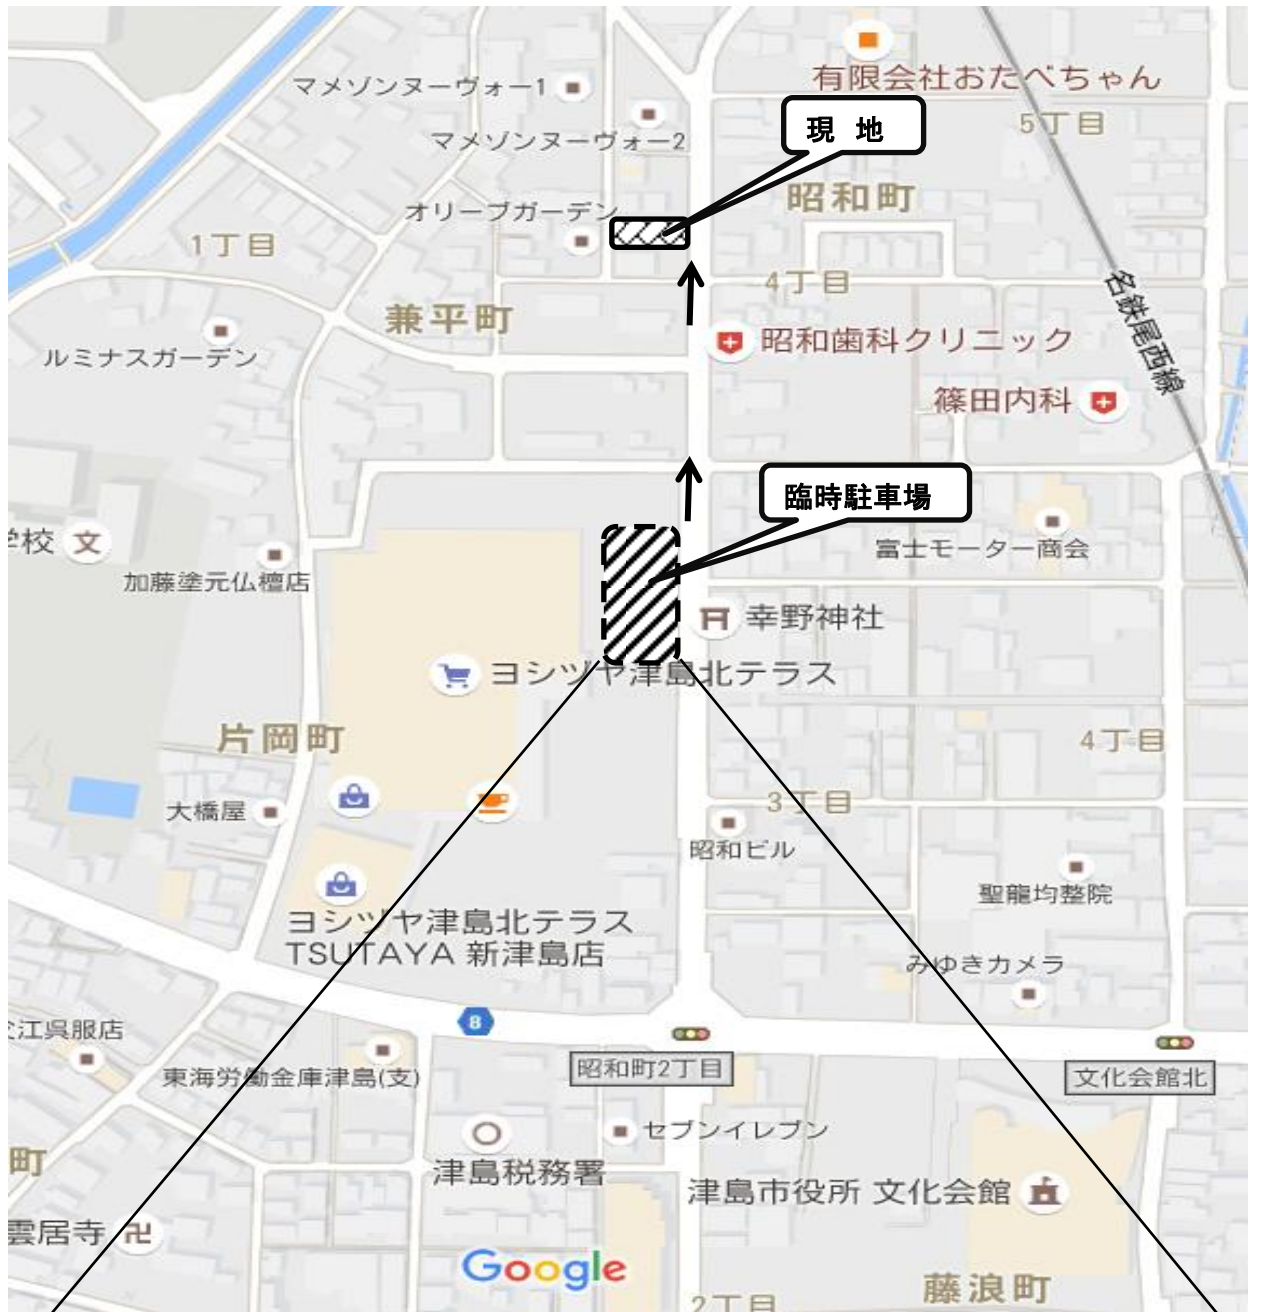 有限会社おたべちゃん
マメゾンヌーヴォー1
現 地
5丁目
マメゾンヌーヴォー2
昭和町
オリーブガーデン
1丁目
4丁目
名鉄尾西線
兼平町
昭和歯科クリニック
ルミナスガーデン
篠田内科
臨時駐車場
学校
文
富士モーター商会
加藤塗元仏檀店
幸野神社
ヨシヅヤ津島北テラス
片岡町
4丁目
大橋屋
3丁目
昭和ビル
聖龍均整院
ヨシヅヤ津島北テラス
TSUTAYA 新津島店
みゆきカメラ
8
江呉服店
昭和町2丁目
東海労働金庫津島(支)
文化会館北
セブンイレブン
町
津島税務署
津島市役所 文化会館
雲居寺
卍
Google
藤浪町
2丁目